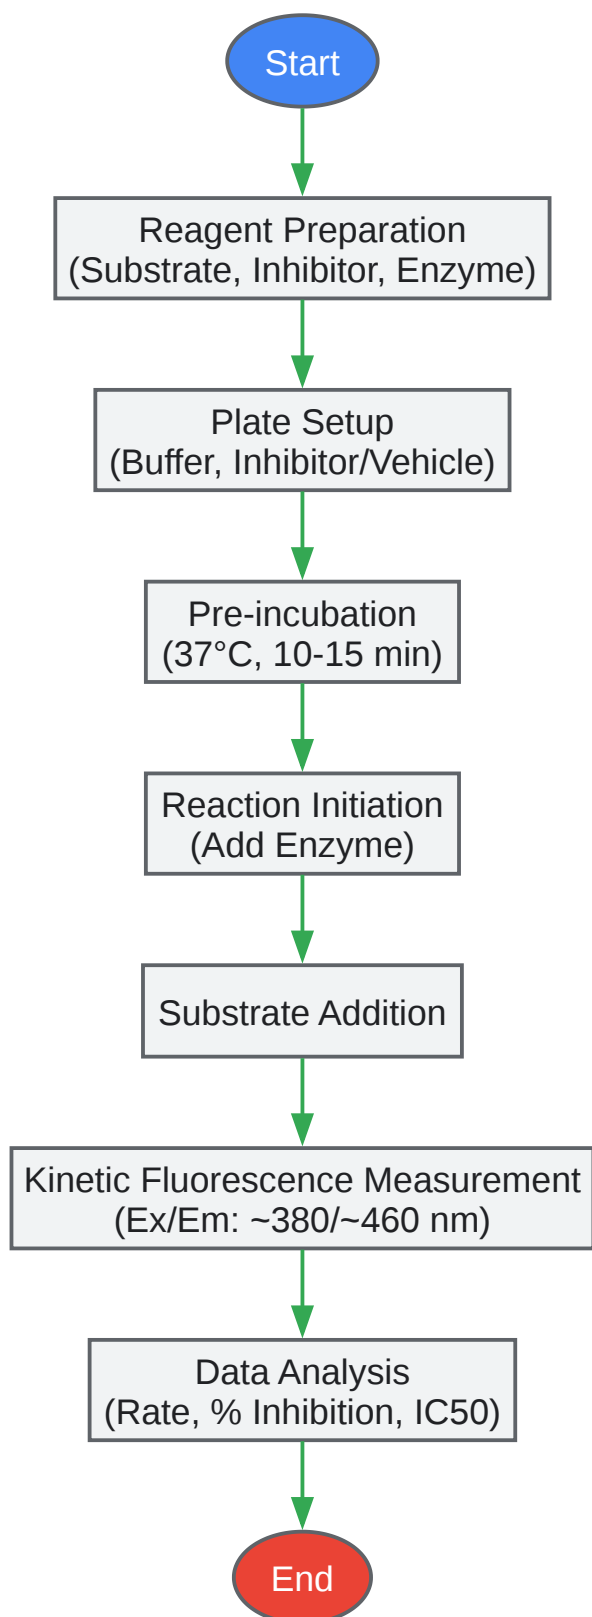 Start
Reagent Preparation
(Substrate, Inhibitor, Enzyme)
Plate Setup
(Buffer, Inhibitor/Vehicle)
Pre-incubation
(37°C, 10-15 min)
Reaction Initiation
(Add Enzyme)
Substrate Addition
Kinetic Fluorescence Measurement
(Ex/Em: ~380/~460 nm)
Data Analysis
(Rate, % Inhibition, IC50)
End